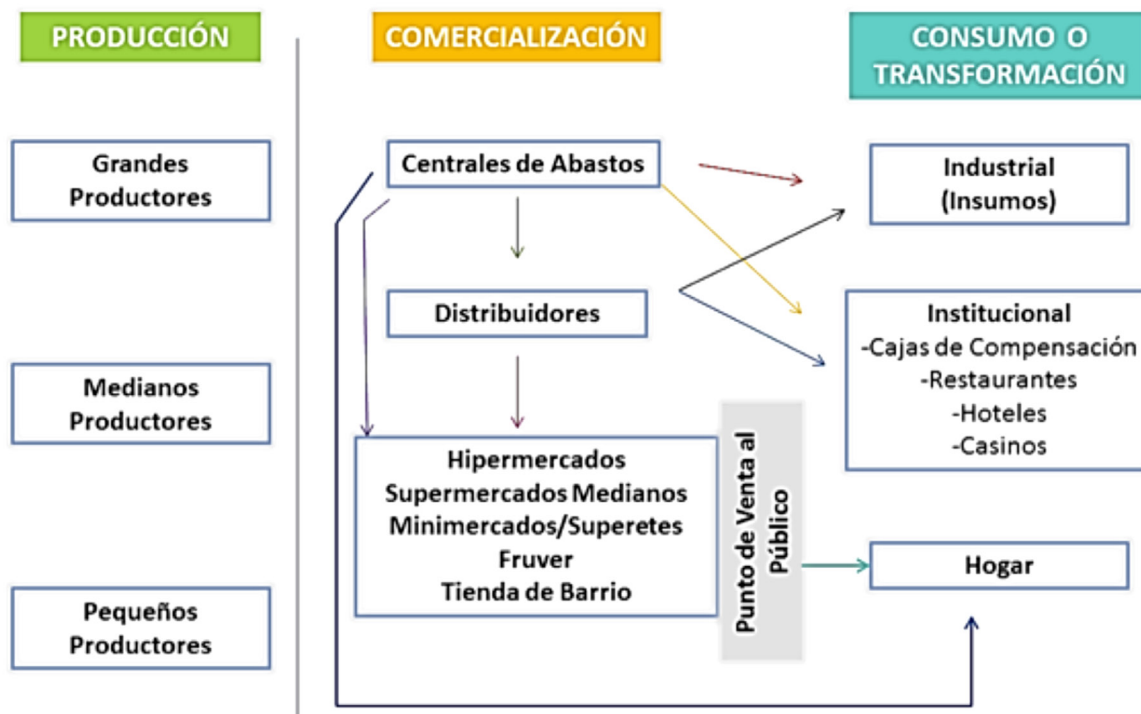 PRODUCCIÓN
Grandes
Productores
Medianos
Productores
Pequeños
Productores
COMERCIALIZACIÓN
Centrales de Abastos
Distribuidores
Hipermercados
Supermercados Medianos
Minimercados/Superetes
Fruver
Tienda de Barrio
Punto de Venta al
Público
CONSUMO O
TRANSFORMACIÓN
Industrial
(Insumos)
Institucional
-Cajas de Compensación
-Restaurantes
-Hoteles
-Casinos
Hogar